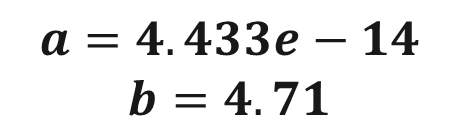 a = 4.433e − 14
b = 4.71